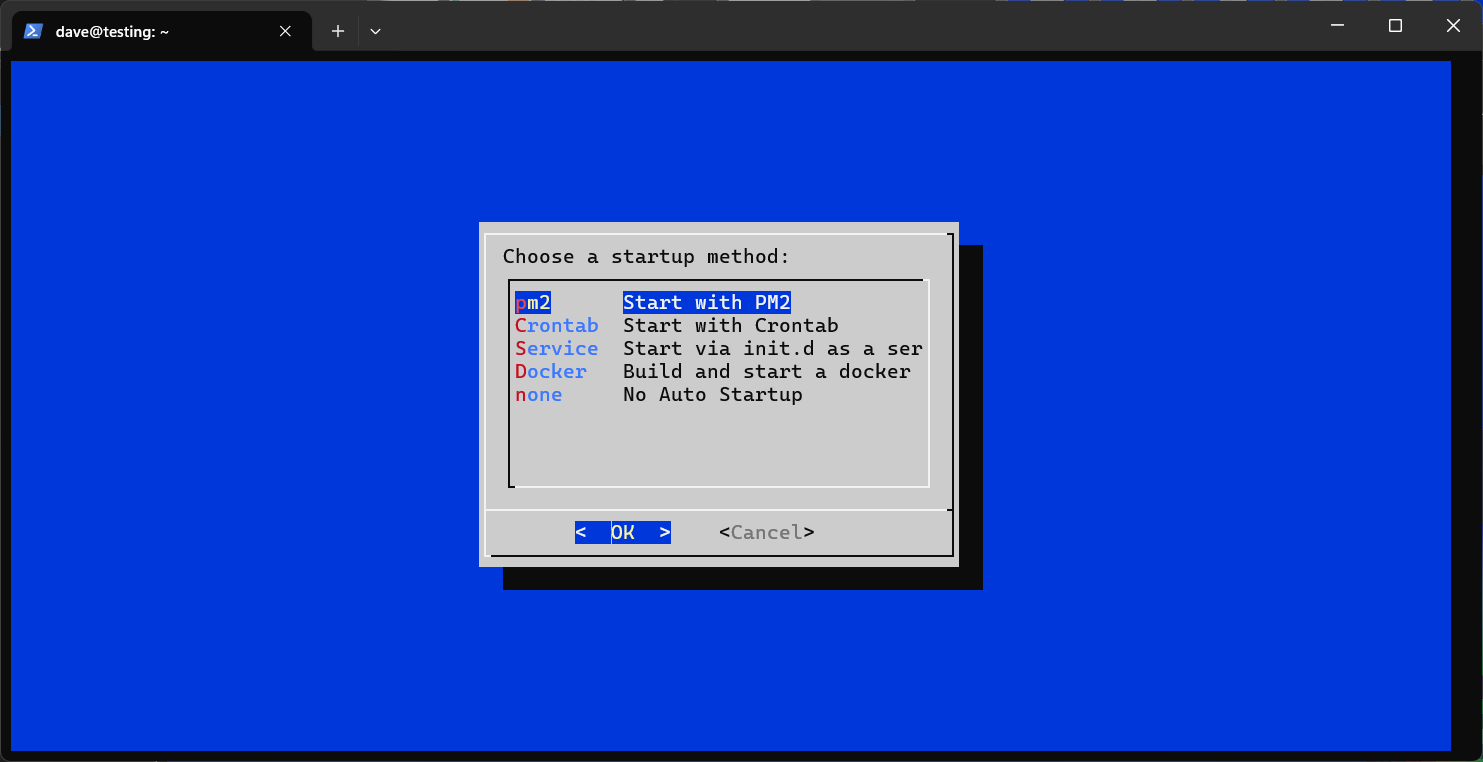 dave@testing: ~
Choose a startup method:
pm2 Start with PM2
Crontab Start with Crontab
Service Start via init.d as a ser
Docker Build and start a docker
none No Auto Startup
< OK > <Cancel>